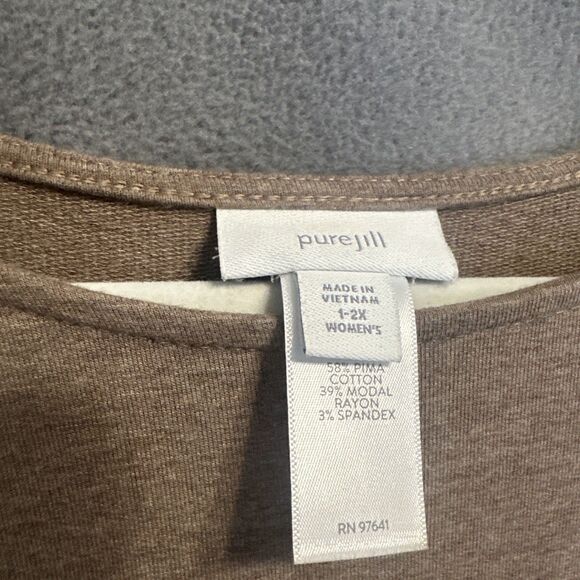 purejill
MADE IN
VIETNAM
1-2X
WOMEN'S
58% PIMA
COTTON
39% MODAL
RAYON
3% SPANDEX
RN 97641